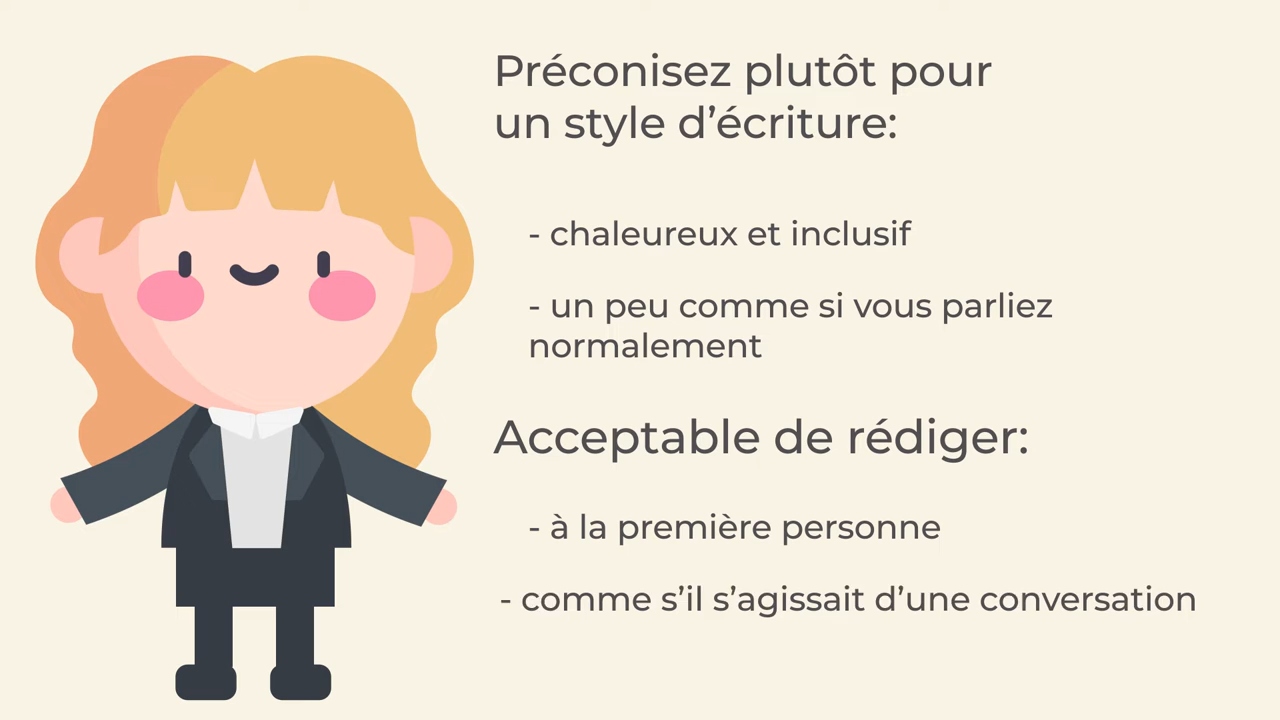 Préconisez plutôt pour
un style d’écriture:
- chaleureux et inclusif
- un peu comme si vous parliez
normalement
Acceptable de rédiger:
- à la première personne
- comme s’il s’agissait d’une conversation